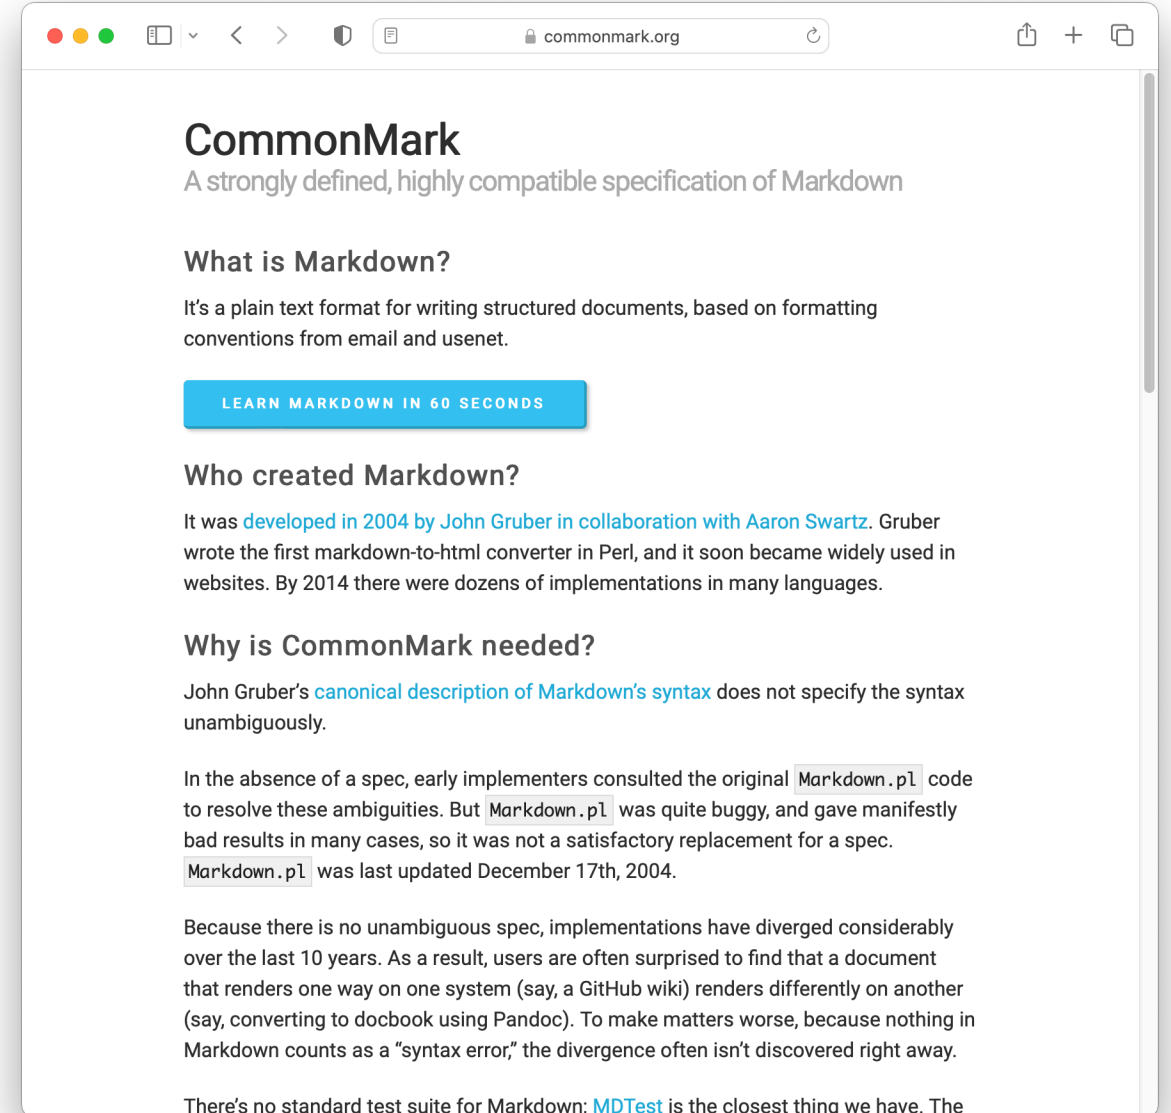 commonmark.org
CommonMark
A strongly defined, highly compatible specification of Markdown
What is Markdown?
It’s a plain text format for writing structured documents, based on formatting
conventions from email and usenet.
LEARN MARKDOWN IN 60 SECONDS
Who created Markdown?
It was developed in 2004 by John Gruber in collaboration with Aaron Swartz. Gruber
wrote the first markdown-to-html converter in Perl, and it soon became widely used in
websites. By 2014 there were dozens of implementations in many languages.
Why is CommonMark needed?
John Gruber’s canonical description of Markdown’s syntax does not specify the syntax
unambiguously.
In the absence of a spec, early implementers consulted the original Markdown.pl code
to resolve these ambiguities. But Markdown.pl was quite buggy, and gave manifestly
bad results in many cases, so it was not a satisfactory replacement for a spec.
Markdown.pl was last updated December 17th, 2004.
Because there is no unambiguous spec, implementations have diverged considerably
over the last 10 years. As a result, users are often surprised to find that a document
that renders one way on one system (say, a GitHub wiki) renders differently on another
(say, converting to docbook using Pandoc). To make matters worse, because nothing in
Markdown counts as a “syntax error,” the divergence often isn’t discovered right away.
There’s no standard test suite for Markdown; MDTest is the closest thing we have. The